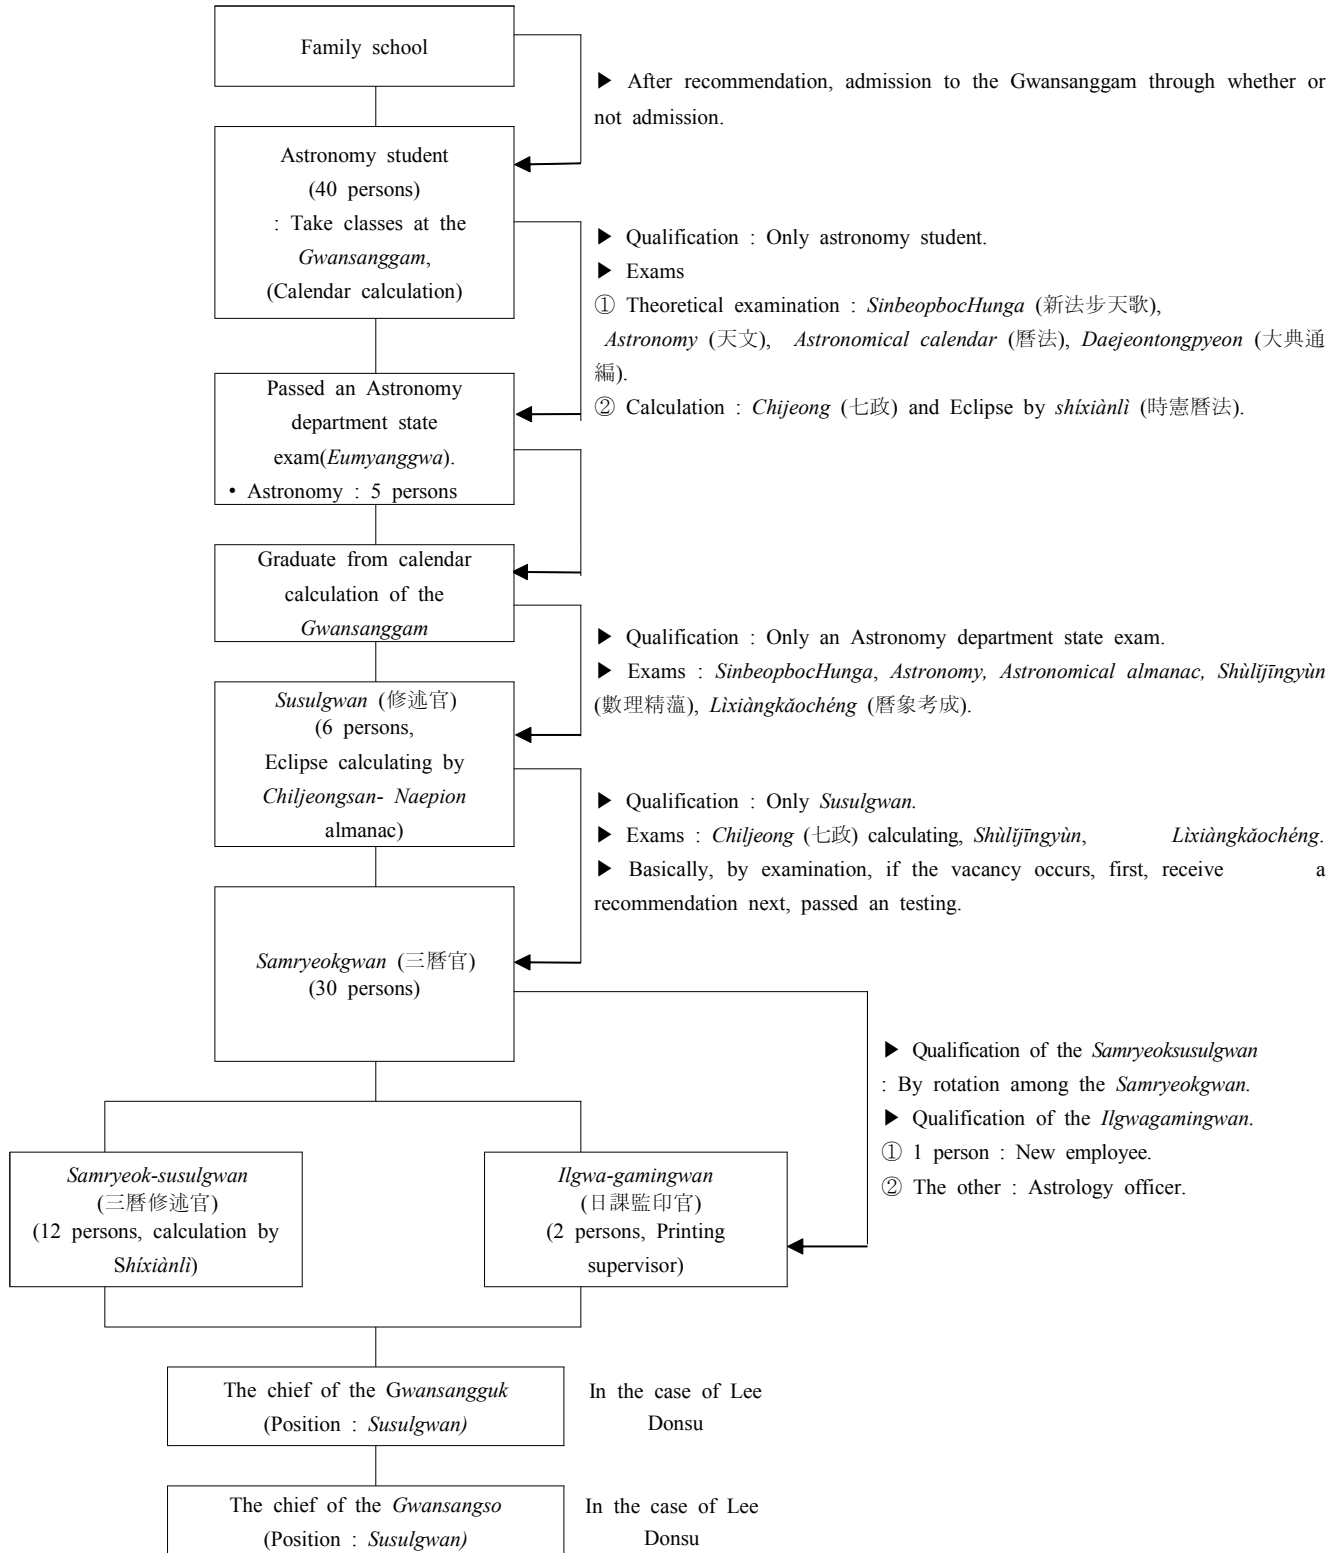 Family school
▶ After recommendation, admission to the Gwansanggam through whether or
not admission.
Astronomy student
(40 persons)
: Take classes at the
Gwansanggam,
(Calendar calculation)
▶ Qualification : Only astronomy student.
▶ Exams
① Theoretical examination : SinbeopbocHunga (新法步天歌),
Astronomy (天文), Astronomical calendar (曆法), Daejeontongpyeon (大典通
編).
② Calculation : Chijeong (七政) and Eclipse by shíxiànlì (時憲曆法).
Passed an Astronomy
department state
exam(Eumyanggwa).
• Astronomy : 5 persons
Graduate from calendar
calculation of the
Gwansanggam
▶ Qualification : Only an Astronomy department state exam.
▶ Exams : SinbeopbocHunga, Astronomy, Astronomical almanac, Shùlǐjīngyùn
(數理精薀), Lìxiàngkǎochéng (曆象考成).
Susulgwan (修述官)
(6 persons,
Eclipse calculating by
Chiljeongsan- Naepion
almanac)
▶ Qualification : Only Susulgwan.
▶ Exams : Chiljeong (七政) calculating, Shùlǐjīngyùn, Lìxiàngkǎochéng.
▶ Basically, by examination, if the vacancy occurs, first, receive a
recommendation next, passed an testing.
Samryeokgwan (三曆官)
(30 persons)
▶ Qualification of the Samryeoksusulgwan
: By rotation among the Samryeokgwan.
▶ Qualification of the Ilgwagamingwan.
① 1 person : New employee.
② The other : Astrology officer.
Samryeok-susulgwan
(三曆修述官)
(12 persons, calculation by
Shíxiànlì)
Ilgwa-gamingwan
(日課監印官)
(2 persons, Printing
supervisor)
The chief of the Gwansangguk
(Position : Susulgwan)
In the case of Lee
Donsu
The chief of the Gwansangso
(Position : Susulgwan)
In the case of Lee
Donsu